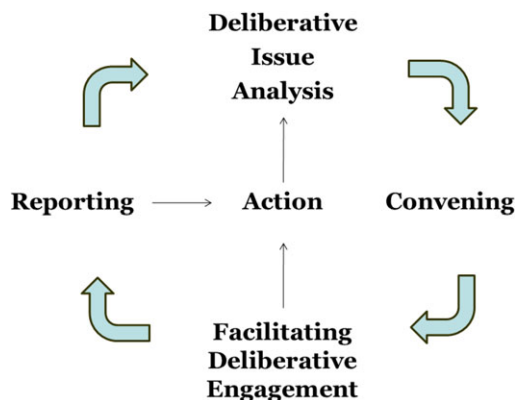 Deliberative
Issue
Analysis
Reporting
Action
Convening
Facilitating
Deliberative
Engagement